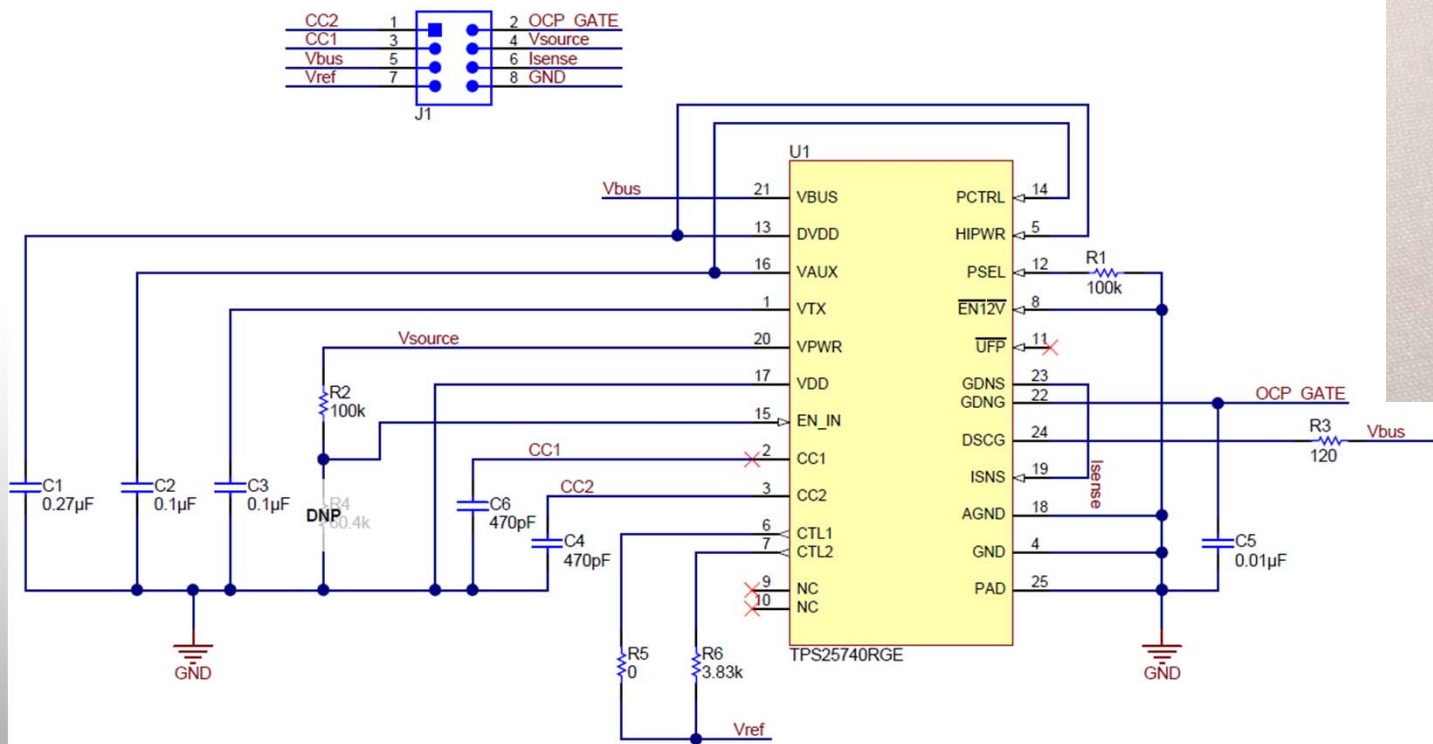 CC2 1 2 OCP_GATE
CC1 3 4 Vsource
Vbus 5 6 Isense
Vref 7 8 GND
J1
U1
Vbus 21 VBUS PCTRL 14
13 DVDD HIPWR 5
16 VAUX PSEL 12 R1 100k
1 VTX EN12V 8
Vsource 20 VPWR UFP 11
17 VDD GDNS 23
GDNG 22 OCP_GATE
R2 100k
15 EN_IN DSCG 24 R3 120 Vbus
CC1 2 CC1 ISNS 19 Isense
CC2 3 CC2 AGND 18
6 CTL1
7 CTL2 GND 4
9 NC PAD 25
10 NC
C1 0.27µF
C2 0.1µF
C3 0.1µF
R4
DNP 60.4k
C6 470pF
C4 470pF
C5 0.01µF
R5 0
R6 3.83k
TPS25740RGE
GND
GND
Vref